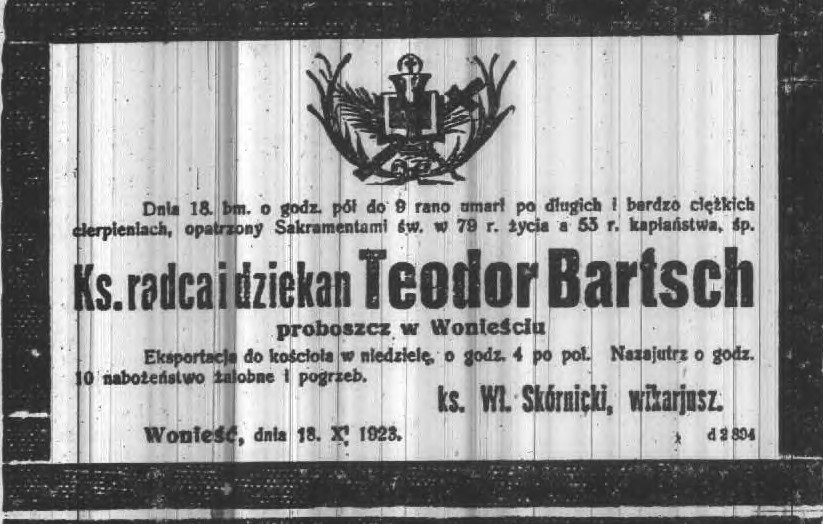 Dnia 18. bm. o godz. pół do 9 rano umarł po długich i bardzo ciężkich
cierpieniach, opatrzony Sakramentami św. w 79 r. życia a 53 r. kapłaństwa, śp.
Ks. radca i dziekan Teodor Bartsch
proboszcz w Wonieściu
Eksportacja do kościoła w niedzielę, o godz. 4 po poł. Nazajutrz o godz.
10 nabożeństwo żałobne i pogrzeb.
ks. Wł. Skórnicki, wikarjusz.
Wonieść, dnia 18. X. 1923.
d 2894